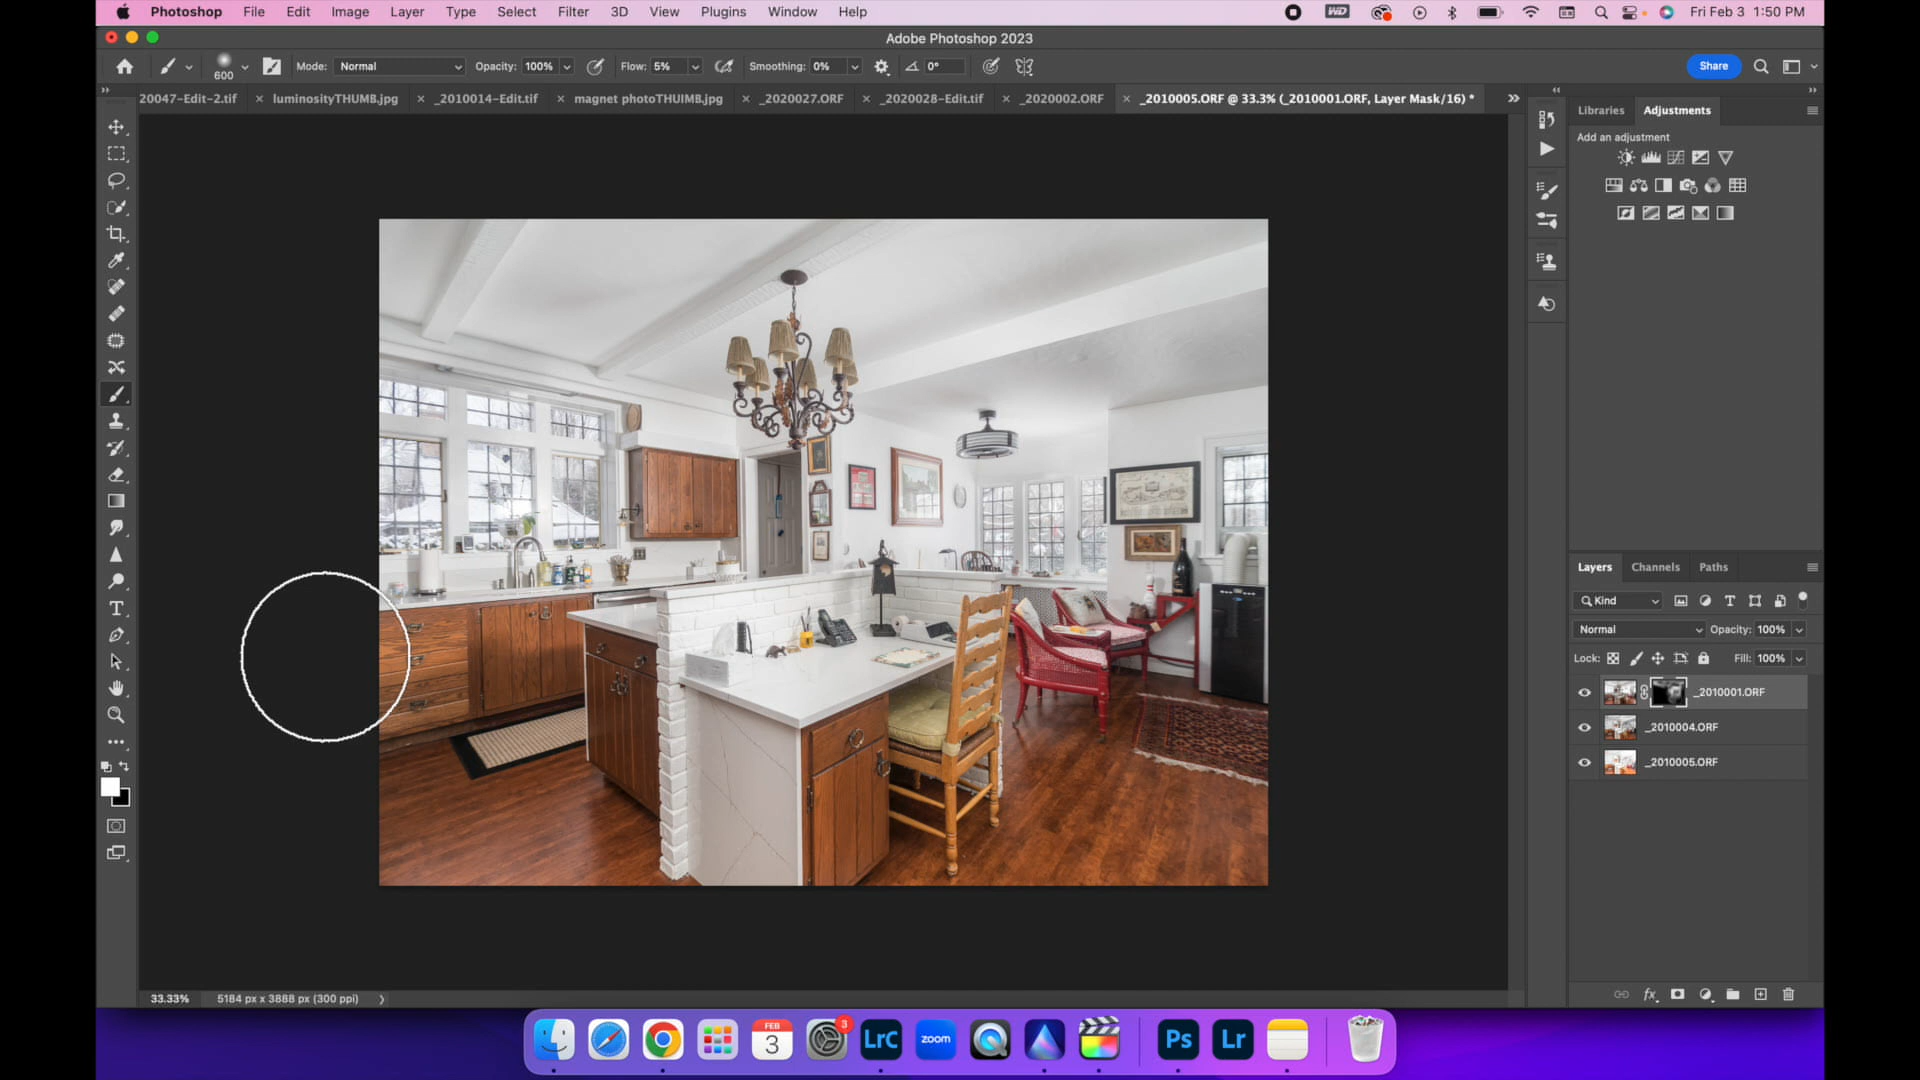 Photoshop File Edit Image Layer Type Select Filter 3D View Plugins Window Help
WD
Fri Feb 3 1:50 PM
Adobe Photoshop 2023
600
Mode: Normal
Opacity: 100%
Flow: 5%
Smoothing: 0%
0°
Share
20047-Edit-2.tif
luminosityTHUMB.jpg
_2010014-Edit.tif
magnet photoTHUIMB.jpg
_2020027.ORF
_2020028-Edit.tif
_2020002.ORF
_2010005.ORF @ 33.3% (_2010001.ORF, Layer Mask/16) *
Libraries Adjustments
Add an adjustment
Layers Channels Paths
Kind
Normal Opacity: 100%
Lock: Fill: 100%
_2010001.ORF
_2010004.ORF
_2010005.ORF
fx
33.33% 5184 px x 3888 px (300 ppi)
FEB
3
3
LrC
zoom
Ps
Lr